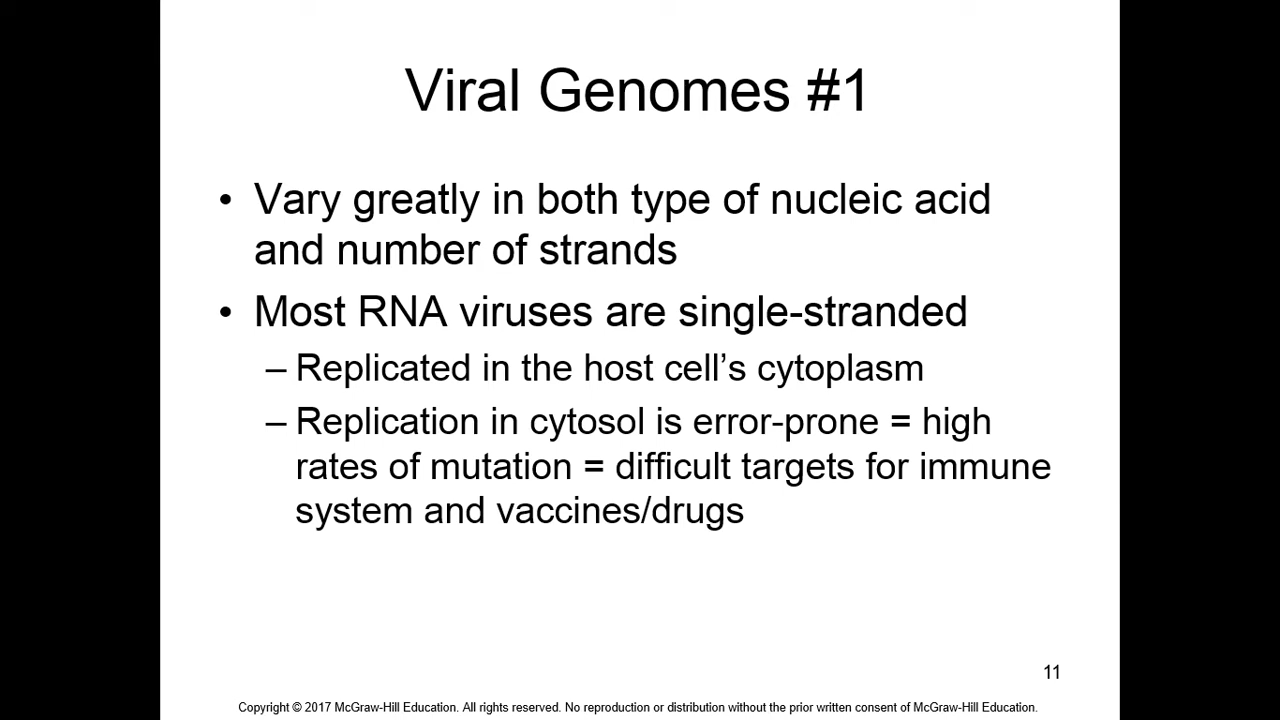 Viral Genomes #1
• Vary greatly in both type of nucleic acid
and number of strands
• Most RNA viruses are single-stranded
– Replicated in the host cell’s cytoplasm
– Replication in cytosol is error-prone = high
rates of mutation = difficult targets for immune
system and vaccines/drugs
11
Copyright © 2017 McGraw-Hill Education. All rights reserved. No reproduction or distribution without the prior written consent of McGraw-Hill Education.